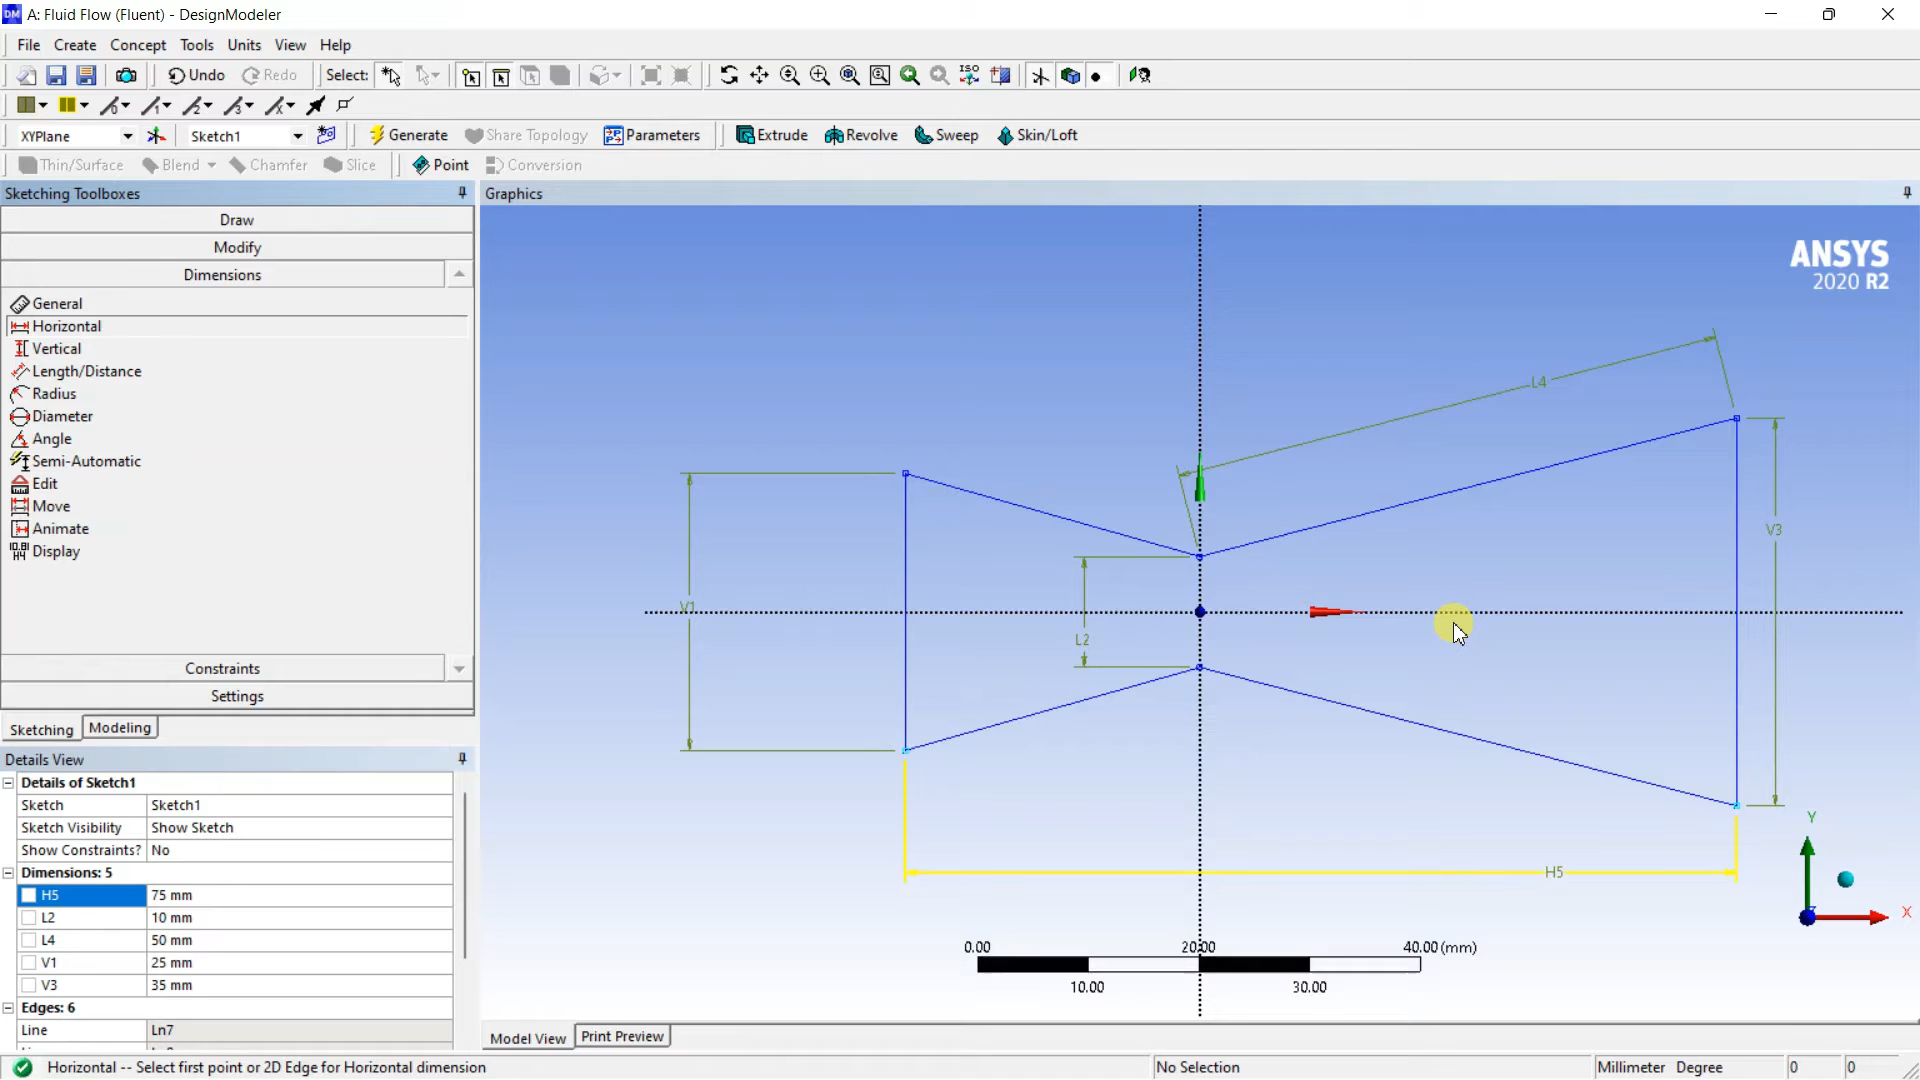 DM A: Fluid Flow (Fluent) - DesignModeler
File Create Concept Tools Units View Help
Undo Redo Select: ISO
XYPlane Sketch1 Generate Share Topology Parameters Extrude Revolve Sweep Skin/Loft
Thin/Surface Blend Chamfer Slice Point Conversion
Sketching Toolboxes
Draw
Modify
Dimensions
General
Horizontal
Vertical
Length/Distance
Radius
Diameter
Angle
Semi-Automatic
Edit
Move
Animate
Display
Constraints
Settings
Sketching Modeling
Details View
Details of Sketch1
Sketch Sketch1
Sketch Visibility Show Sketch
Show Constraints? No
Dimensions: 5
H5 75 mm
L2 10 mm
L4 50 mm
V1 25 mm
V3 35 mm
Edges: 6
Line Ln7
Graphics
ANSYS
2020 R2
L4
V3
V1
L2
H5
Y
X
0.00 20.00 40.00 (mm)
10.00 30.00
Model View Print Preview
Horizontal -- Select first point or 2D Edge for Horizontal dimension No Selection Millimeter Degree 0 0